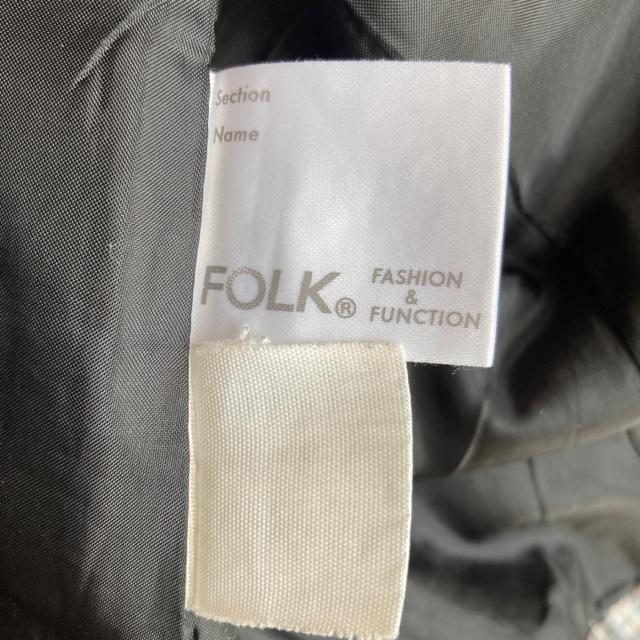 Section
Name
FOLK® FASHION
&
FUNCTION